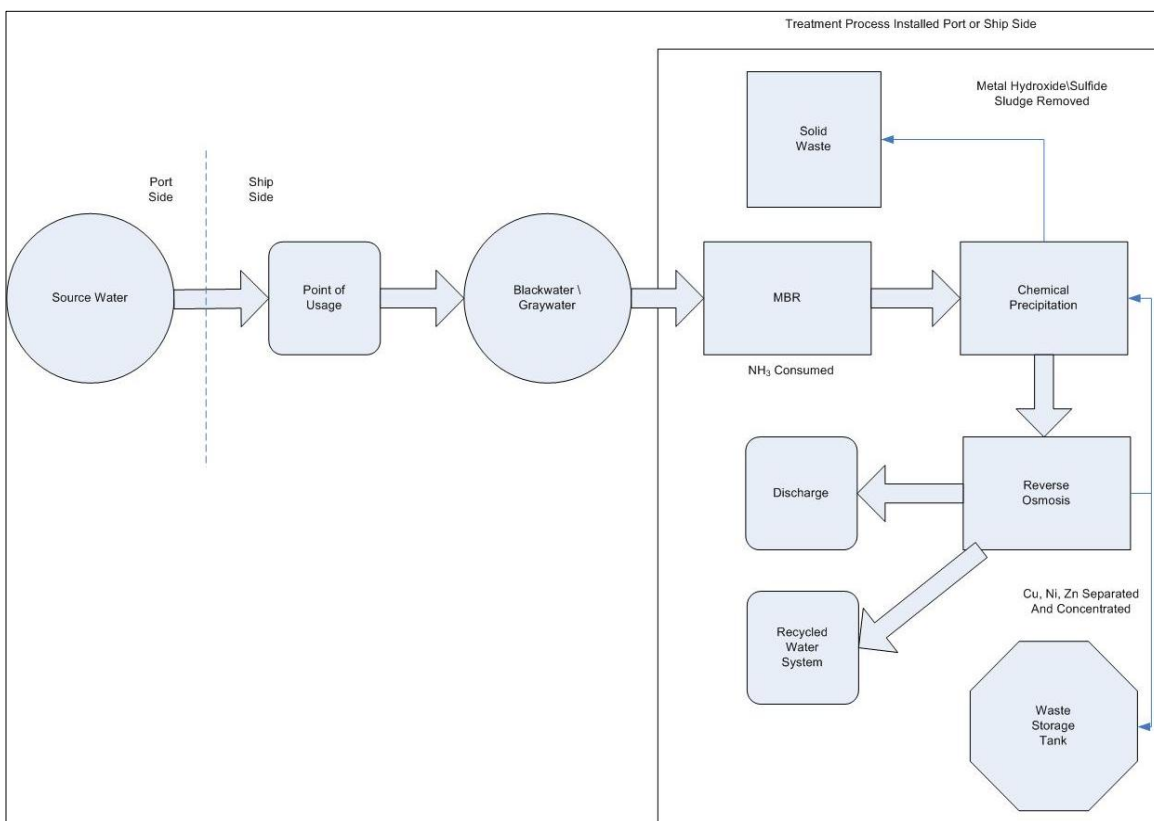 Treatment Process Installed Port or Ship Side
Metal Hydroxide\Sulfide
Sludge Removed
Solid
Waste
Port
Side
Ship
Side
Source Water
Point of
Usage
Blackwater \
Graywater
MBR
Chemical
Precipitation
NH₃ Consumed
Discharge
Reverse
Osmosis
Cu, Ni, Zn Separated
And Concentrated
Recycled
Water
System
Waste
Storage
Tank